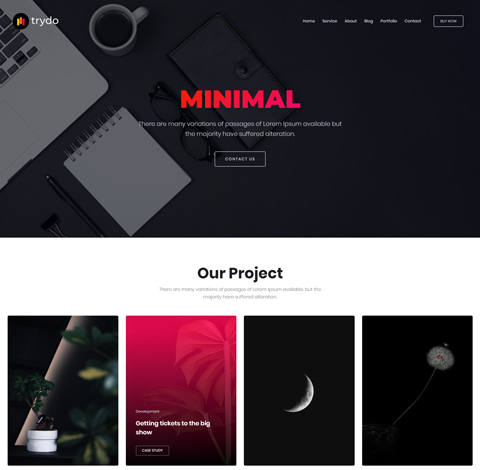 trydo
Home Service About Blog Pages Contact BUY NOW
MINIMAL
There are many variations of passages of Lorem Ipsum available but
the majority have suffered alteration.
CONTACT US
Our Project
There are many variations of passages of Lorem Ipsum available, but the
majority have suffered alteration.
Development
Getting tickets to the big
show
CASE STUDY